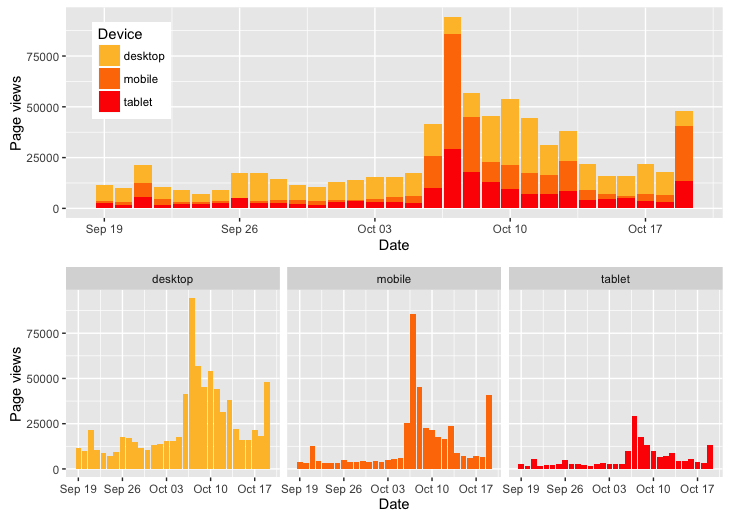 Device
desktop
mobile
tablet
Page views
75000
50000
25000
0
Sep 19 Sep 26 Oct 03 Oct 10 Oct 17
Date
desktop mobile tablet
Page views
75000
50000
25000
0
Sep 19 Sep 26 Oct 03 Oct 10 Oct 17 Sep 19 Sep 26 Oct 03 Oct 10 Oct 17 Sep 19 Sep 26 Oct 03 Oct 10 Oct 17
Date